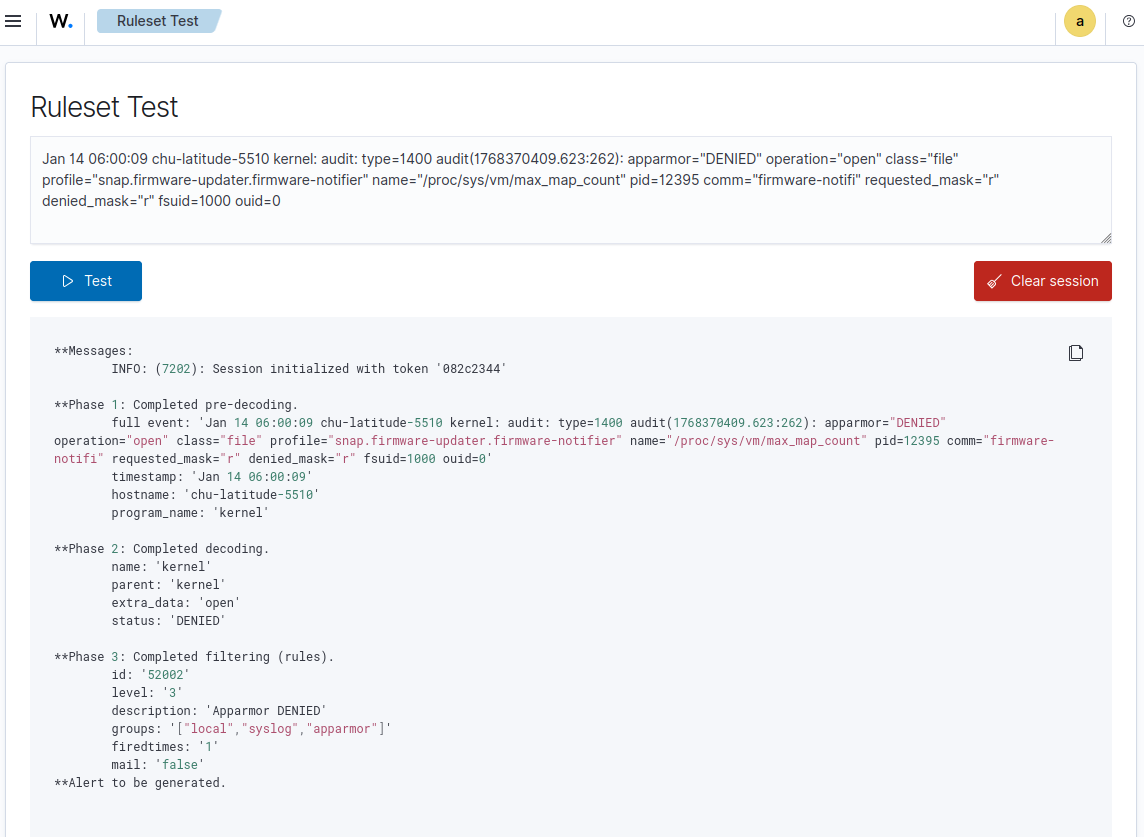 W.
Ruleset Test
a
Ruleset Test
Jan 14 06:00:09 chu-latitude-5510 kernel: audit: type=1400 audit(1768370409.623:262): apparmor="DENIED" operation="open" class="file"
profile="snap.firmware-updater.firmware-notifier" name="/proc/sys/vm/max_map_count" pid=12395 comm="firmware-notifi" requested_mask="r"
denied_mask="r" fsuid=1000 ouid=0
Test
Clear session
**Messages:
INFO: (7202): Session initialized with token '082c2344'
**Phase 1: Completed pre-decoding.
full event: 'Jan 14 06:00:09 chu-latitude-5510 kernel: audit: type=1400 audit(1768370409.623:262): apparmor="DENIED"
operation="open" class="file" profile="snap.firmware-updater.firmware-notifier" name="/proc/sys/vm/max_map_count" pid=12395 comm="firmware-
notifi" requested_mask="r" denied_mask="r" fsuid=1000 ouid=0'
timestamp: 'Jan 14 06:00:09'
hostname: 'chu-latitude-5510'
program_name: 'kernel'
**Phase 2: Completed decoding.
name: 'kernel'
parent: 'kernel'
extra_data: 'open'
status: 'DENIED'
**Phase 3: Completed filtering (rules).
id: '52002'
level: '3'
description: 'Apparmor DENIED'
groups: '["local","syslog","apparmor"]'
firedtimes: '1'
mail: 'false'
**Alert to be generated.